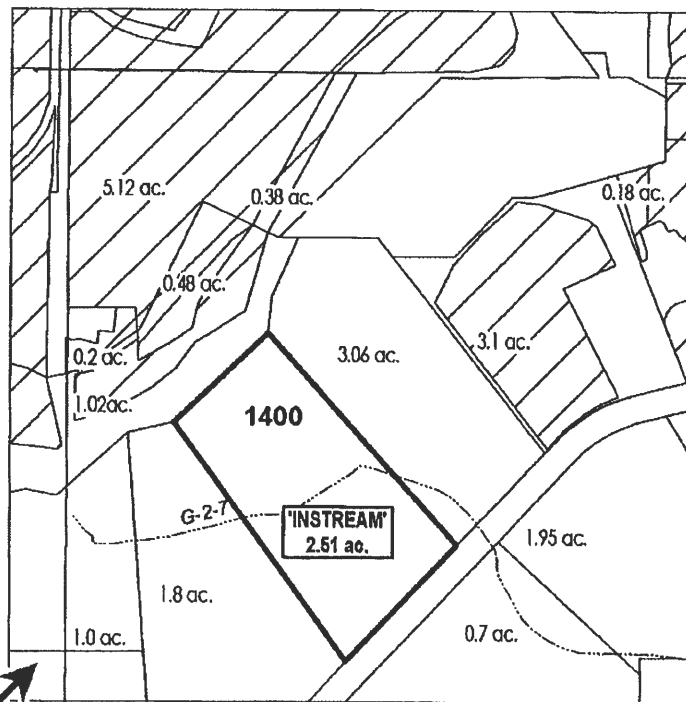 5.12 ac.
0.38 ac.
0.18 ac.
0.48 ac.
0.2 ac.
3.06 ac.
3.1 ac.
1.02ac.
1400
G-2-7
'INSTREAM'
2.51 ac.
1.95 ac.
1.8 ac.
1.0 ac.
0.7 ac.